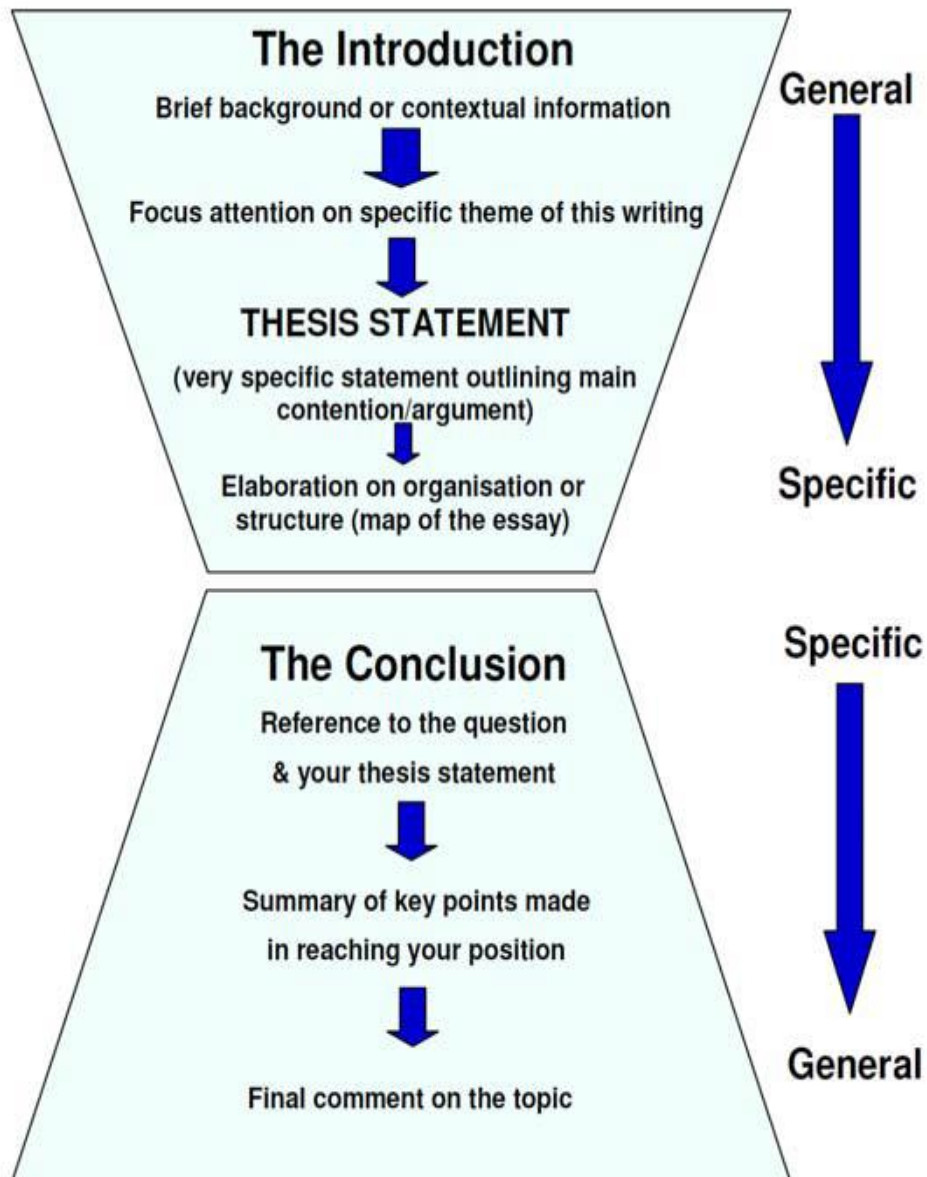 The Introduction
Brief background or contextual information
Focus attention on specific theme of this writing
THESIS STATEMENT
(very specific statement outlining main
contention/argument)
Elaboration on organisation or
structure (map of the essay)
General
Specific
The Conclusion
Reference to the question
& your thesis statement
Summary of key points made
in reaching your position
Final comment on the topic
Specific
General